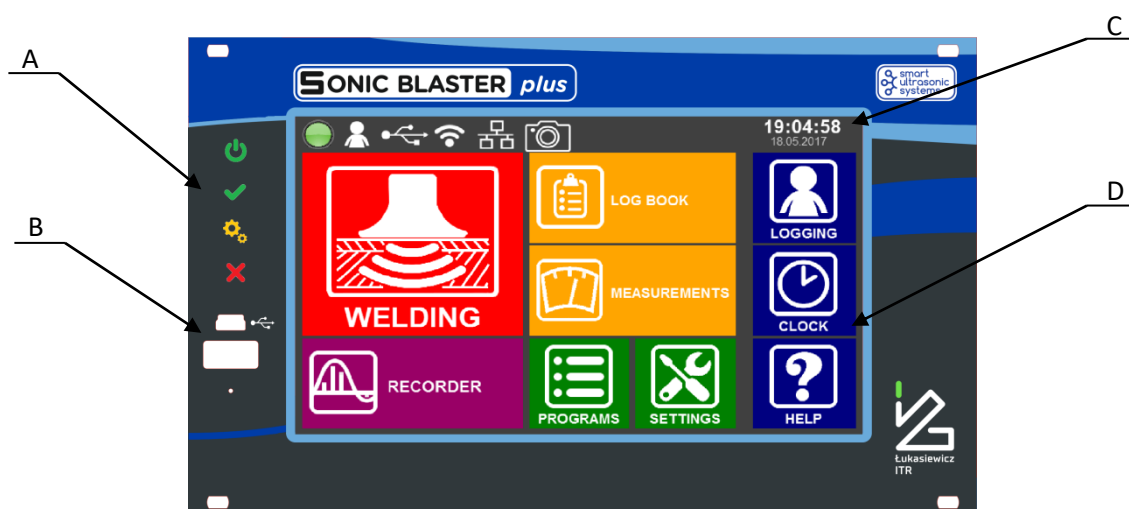 A
C
SONIC BLASTER plus
smart
ultrasonic
systems
19:04:58
18.05.2017
LOG BOOK
LOGGING
D
B
MEASUREMENTS
WELDING
CLOCK
RECORDER
PROGRAMS
SETTINGS
HELP
Łukasiewicz
ITR